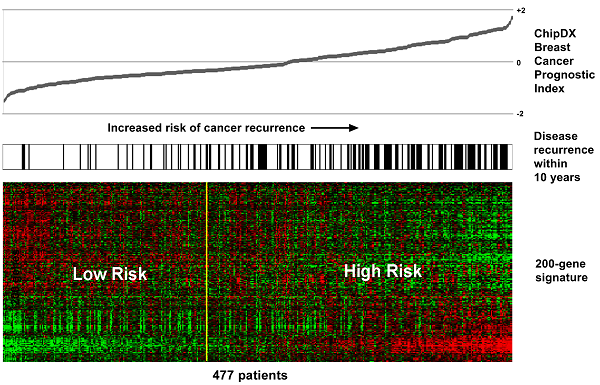 +2
ChipDX
Breast
Cancer
Prognostic
Index
0
-2
Increased risk of cancer recurrence
Disease
recurrence
within
10 years
Low Risk
High Risk
200-gene
signature
477 patients